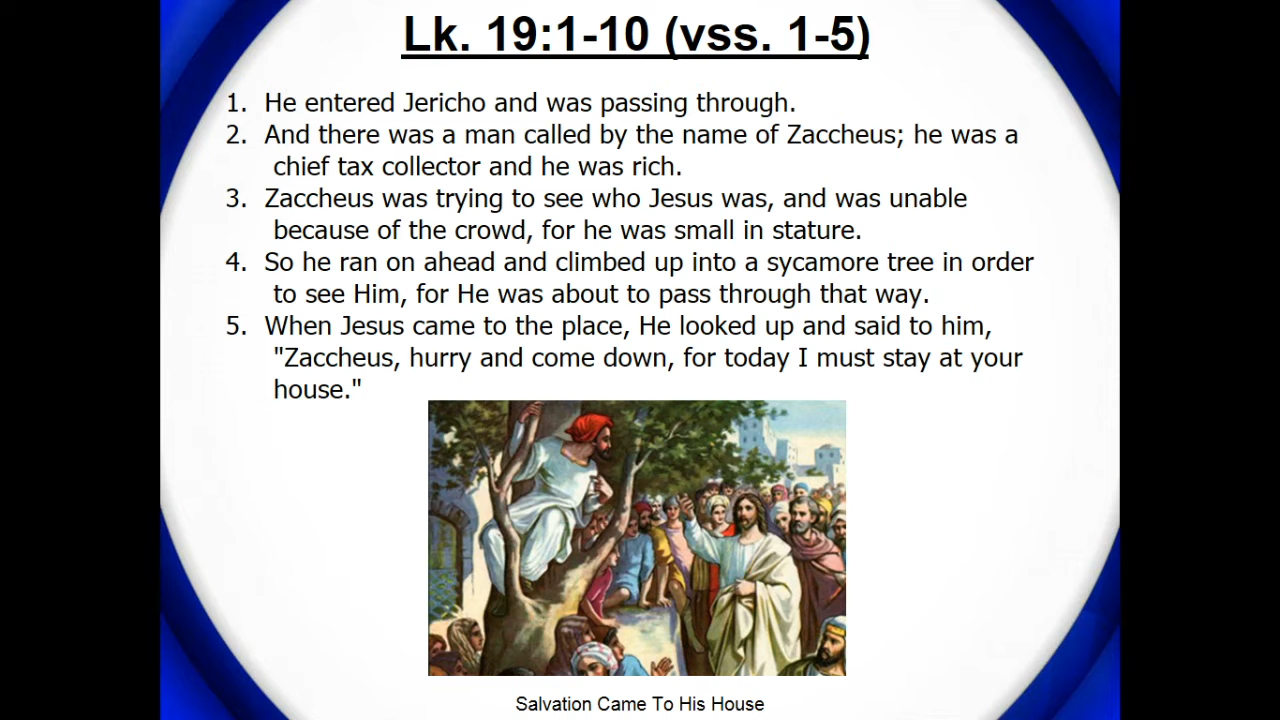 Lk. 19:1-10 (vss. 1-5)
1. He entered Jericho and was passing through.
2. And there was a man called by the name of Zaccheus; he was a
chief tax collector and he was rich.
3. Zaccheus was trying to see who Jesus was, and was unable
because of the crowd, for he was small in stature.
4. So he ran on ahead and climbed up into a sycamore tree in order
to see Him, for He was about to pass through that way.
5. When Jesus came to the place, He looked up and said to him,
"Zaccheus, hurry and come down, for today I must stay at your
house."
Salvation Came To His House